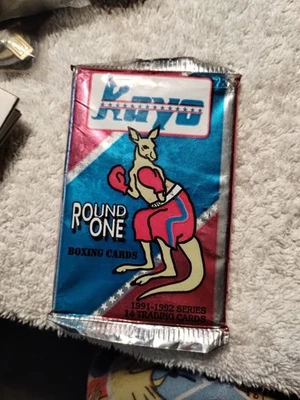 Kayo
ROUND
ONE
BOXING CARDS
1991-1992 SERIES
14 TRADING CARDS